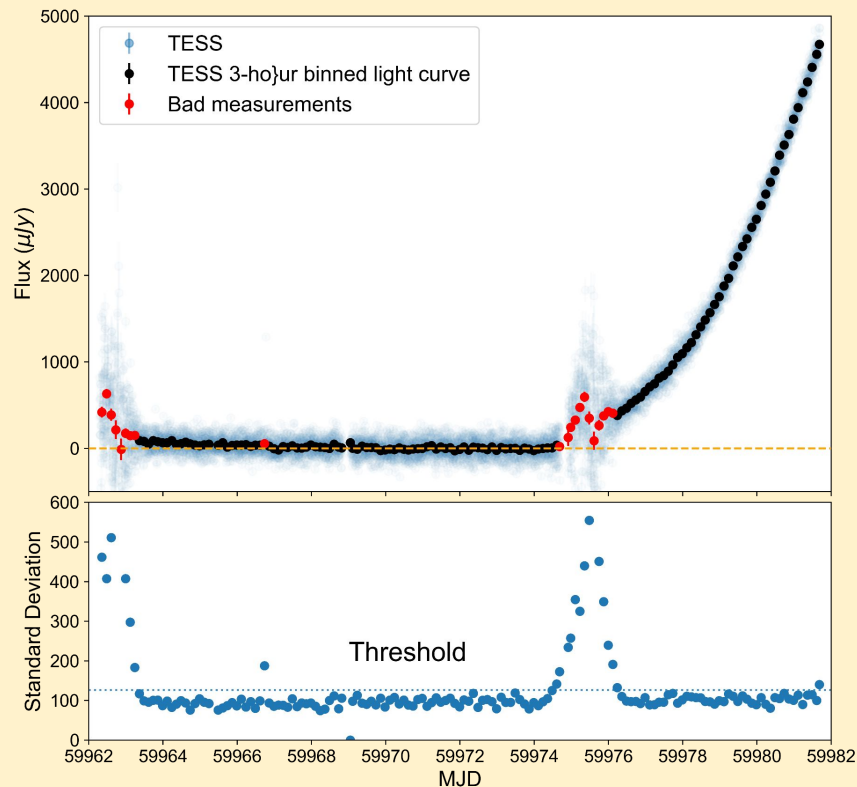 5000
4000
3000
2000
1000
0
Flux (μJy)
TESS
TESS 3-ho}ur binned light curve
Bad measurements
600
500
400
300
200
100
0
Standard Deviation
Threshold
59962 59964 59966 59968 59970 59972 59974 59976 59978 59980 59982
MJD